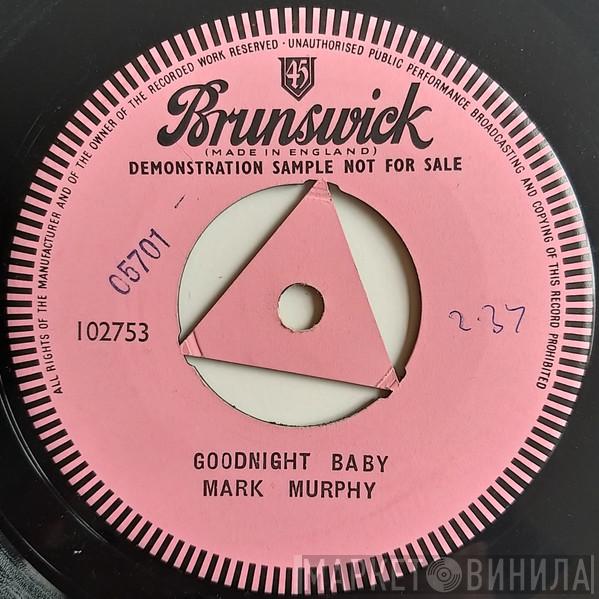 ALL RIGHTS OF THE MANUFACTURER AND OF THE OWNER OF THE RECORDED WORK RESERVED · UNAUTHORISED PUBLIC PERFORMANCE BROADCASTING AND COPYING OF THIS RECORD PROHIBITED
45
Brunswick
(MADE IN ENGLAND)
DEMONSTRATION SAMPLE NOT FOR SALE
05701 -
102753
2.37
GOODNIGHT BABY
MARK MURPHY
МАРКЕТ ВИНИЛА